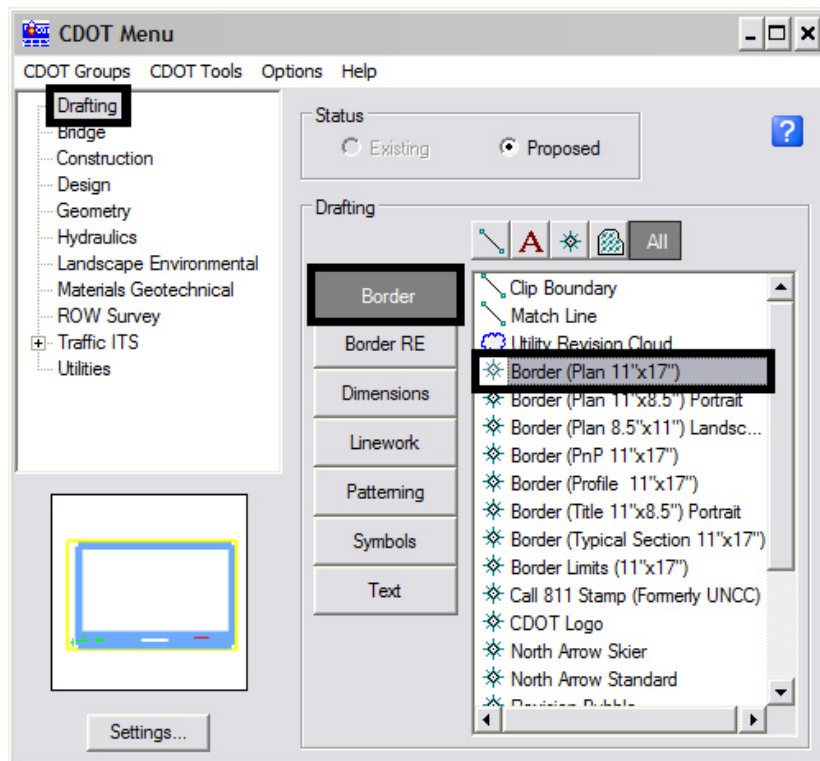 CDOT Menu
CDOT Groups CDOT Tools Options Help
Drafting
Bridge
Construction
Design
Geometry
Hydraulics
Landscape Environmental
Materials Geotechnical
ROW Survey
Traffic ITS
Utilities
Settings...
Status
Existing Proposed
?
Drafting
A All
Border
Border RE
Dimensions
Linework
Patterning
Symbols
Text
Clip Boundary
Match Line
Utility Revision Cloud
Border (Plan 11"x17")
Border (Plan 11"x8.5") Portrait
Border (Plan 8.5"x11") Landsc...
Border (PnP 11"x17")
Border (Profile 11"x17")
Border (Title 11"x8.5") Portrait
Border (Typical Section 11"x17")
Border Limits (11"x17")
Call 811 Stamp (Formerly UNCC)
CDOT Logo
North Arrow Skier
North Arrow Standard
Revision Bubble